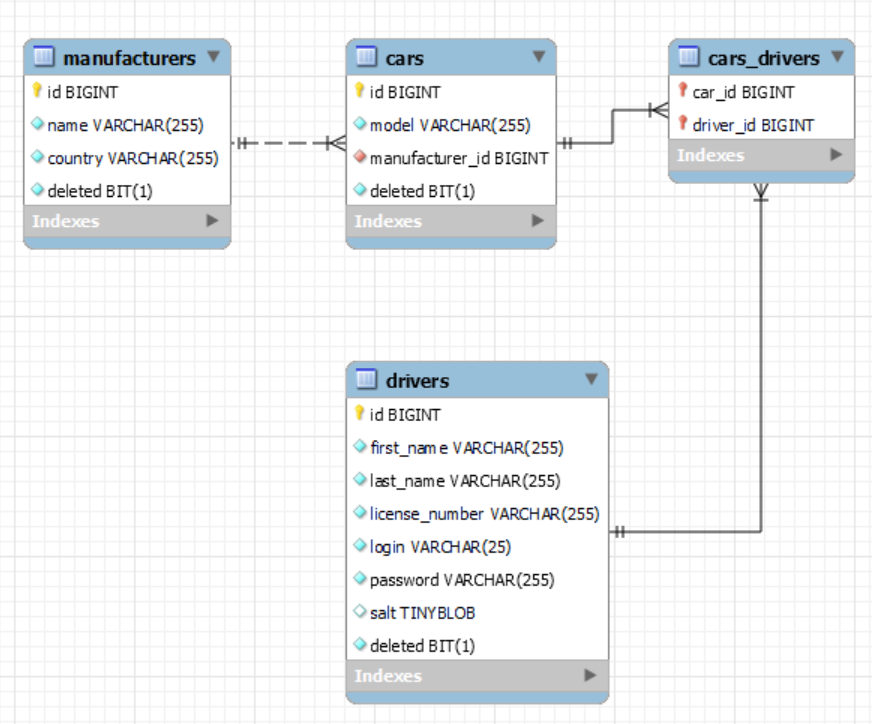 manufacturers
id BIGINT
name VARCHAR(255)
country VARCHAR(255)
deleted BIT(1)
Indexes
cars
id BIGINT
model VARCHAR(255)
manufacturer_id BIGINT
deleted BIT(1)
Indexes
cars_drivers
car_id BIGINT
driver_id BIGINT
Indexes
drivers
id BIGINT
first_name VARCHAR(255)
last_name VARCHAR(255)
license_number VARCHAR(255)
login VARCHAR(25)
password VARCHAR(255)
salt TINYBLOB
deleted BIT(1)
Indexes